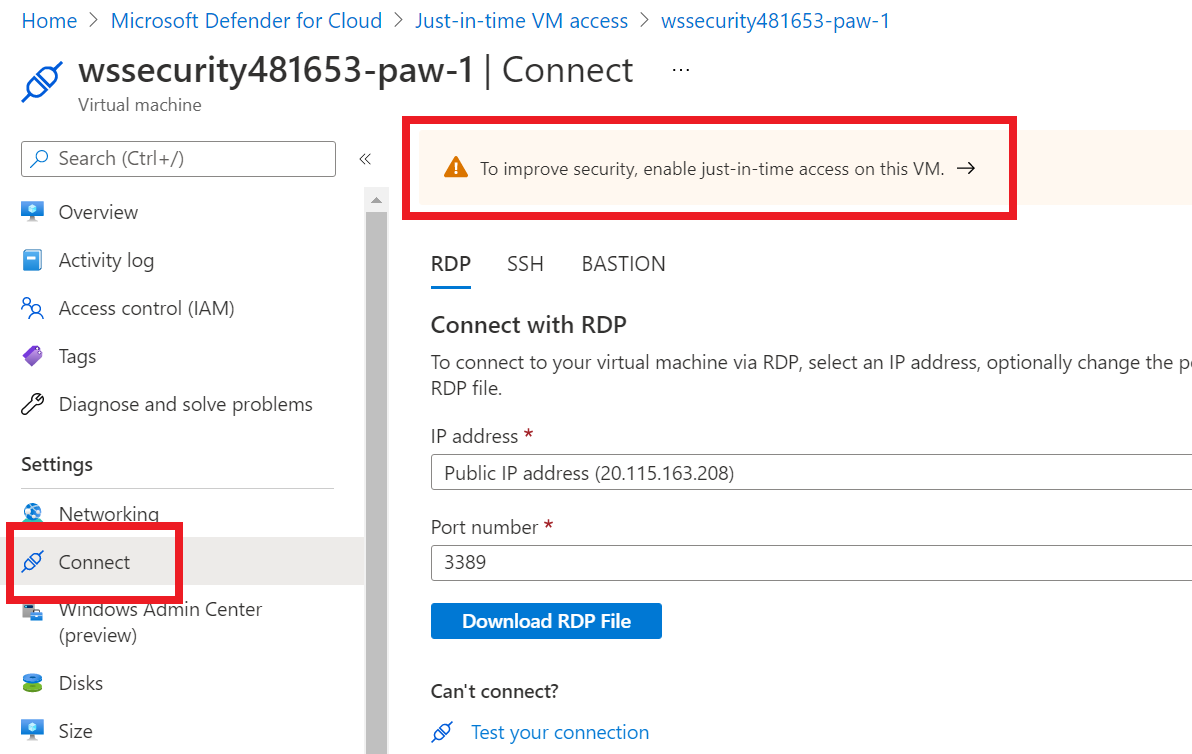 Home > Microsoft Defender for Cloud > Just-in-time VM access > wssecurity481653-paw-1
wssecurity481653-paw-1 | Connect ...
Virtual machine
Search (Ctrl+/)
«
Overview
Activity log
Access control (IAM)
Tags
Diagnose and solve problems
Settings
Networking
Connect
Windows Admin Center
(preview)
Disks
Size
To improve security, enable just-in-time access on this VM. →
RDP SSH BASTION
Connect with RDP
To connect to your virtual machine via RDP, select an IP address, optionally change the
RDP file.
IP address *
Public IP address (20.115.163.208)
Port number *
3389
Download RDP File
Can't connect?
Test your connection